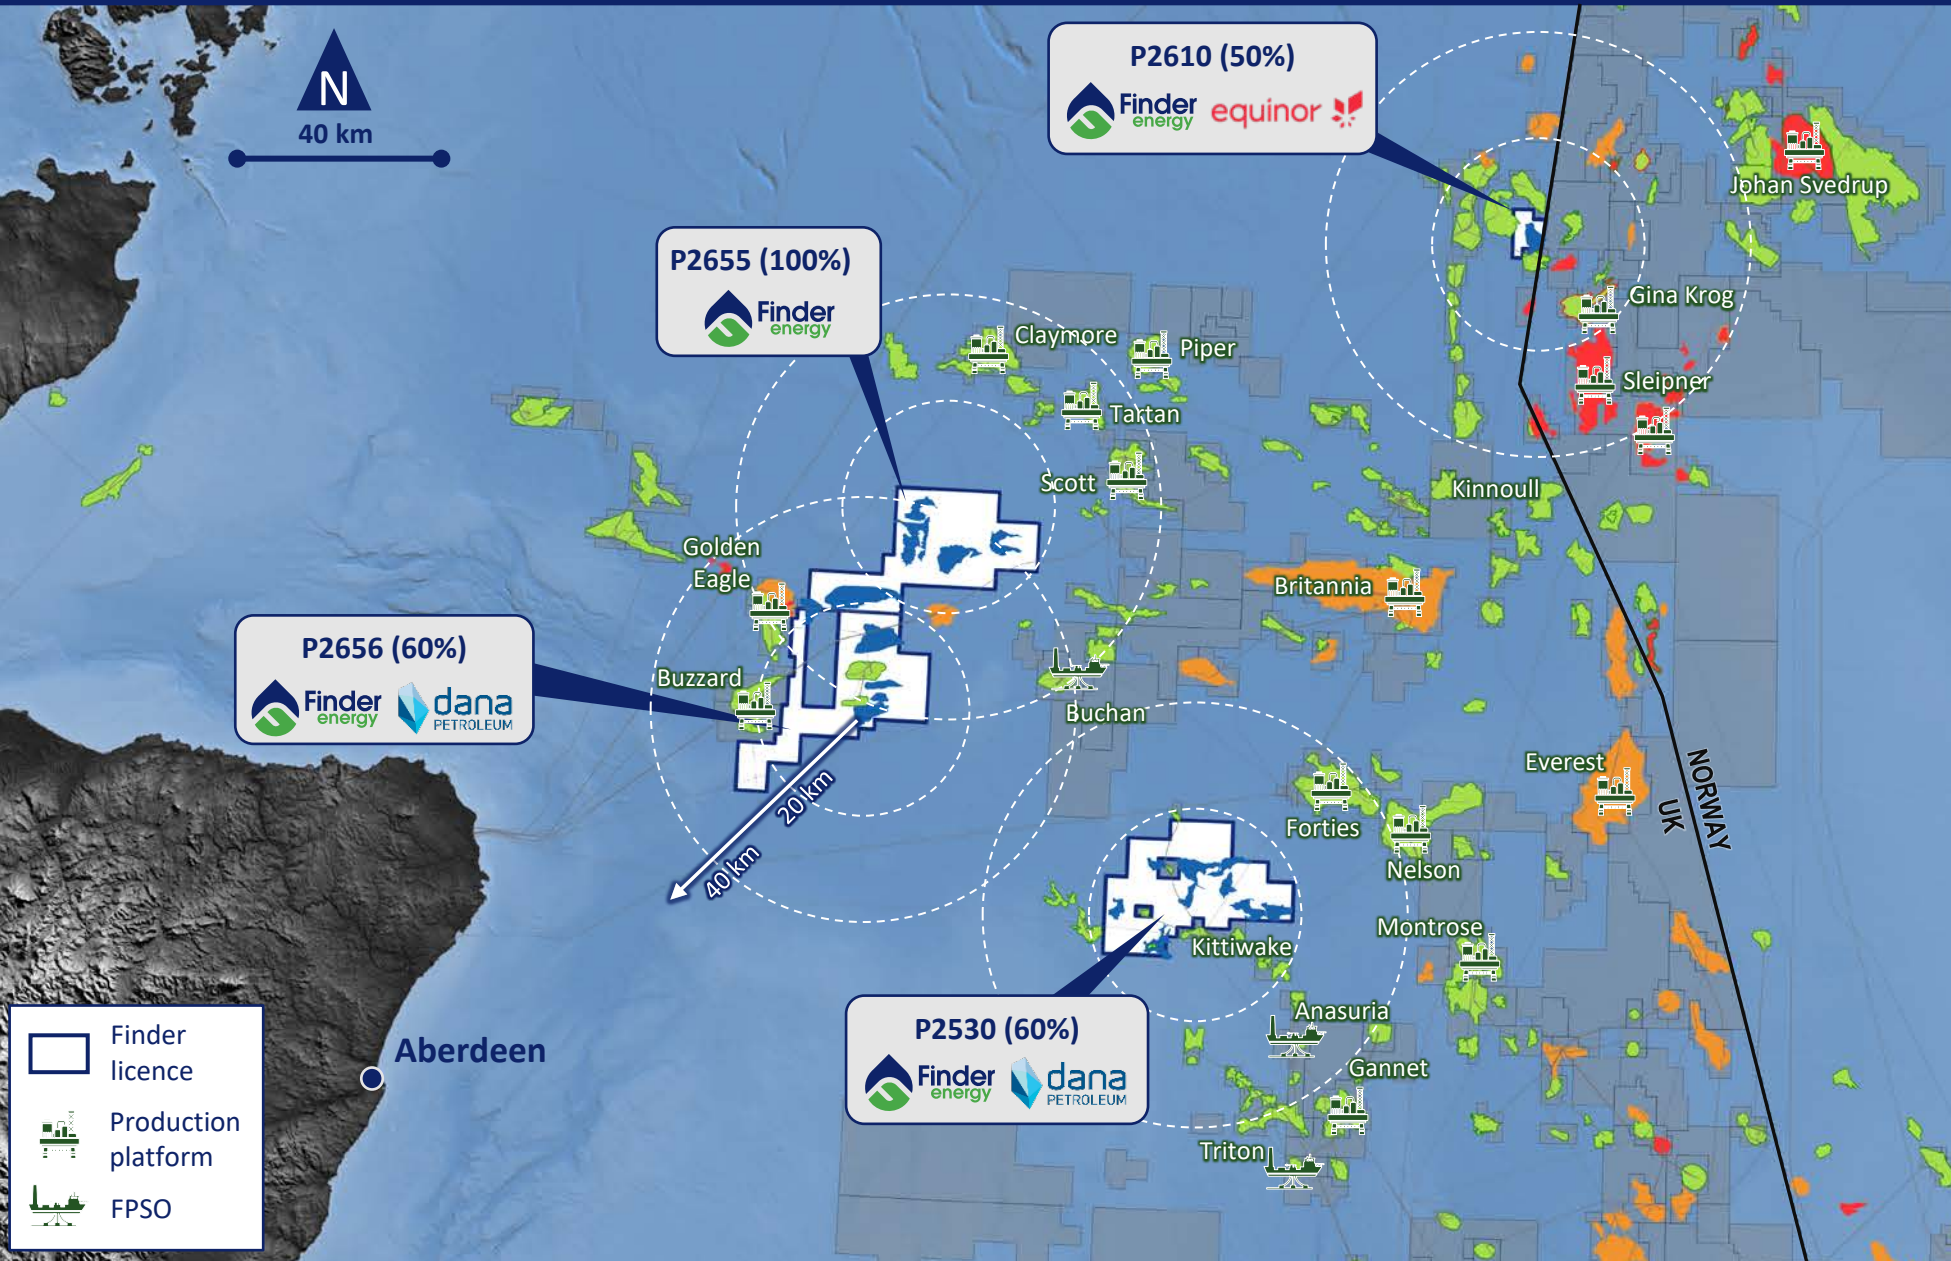 N
40 km
P2610 (50%)
Finder
energy
equinor
Johan Svedrup
P2655 (100%)
Finder
energy
Gina Krog
Claymore
Piper
Sleipner
Tartan
Scott
Kinnoull
Golden
Eagle
Britannia
P2656 (60%)
Finder
energy
dana
PETROLEUM
Buzzard
Buchan
20 km
40 km
Everest
NORWAY
UK
Forties
Nelson
Montrose
Kittiwake
P2530 (60%)
Finder
energy
dana
PETROLEUM
Anasuria
Gannet
Triton
Aberdeen
Finder
licence
Production
platform
FPSO